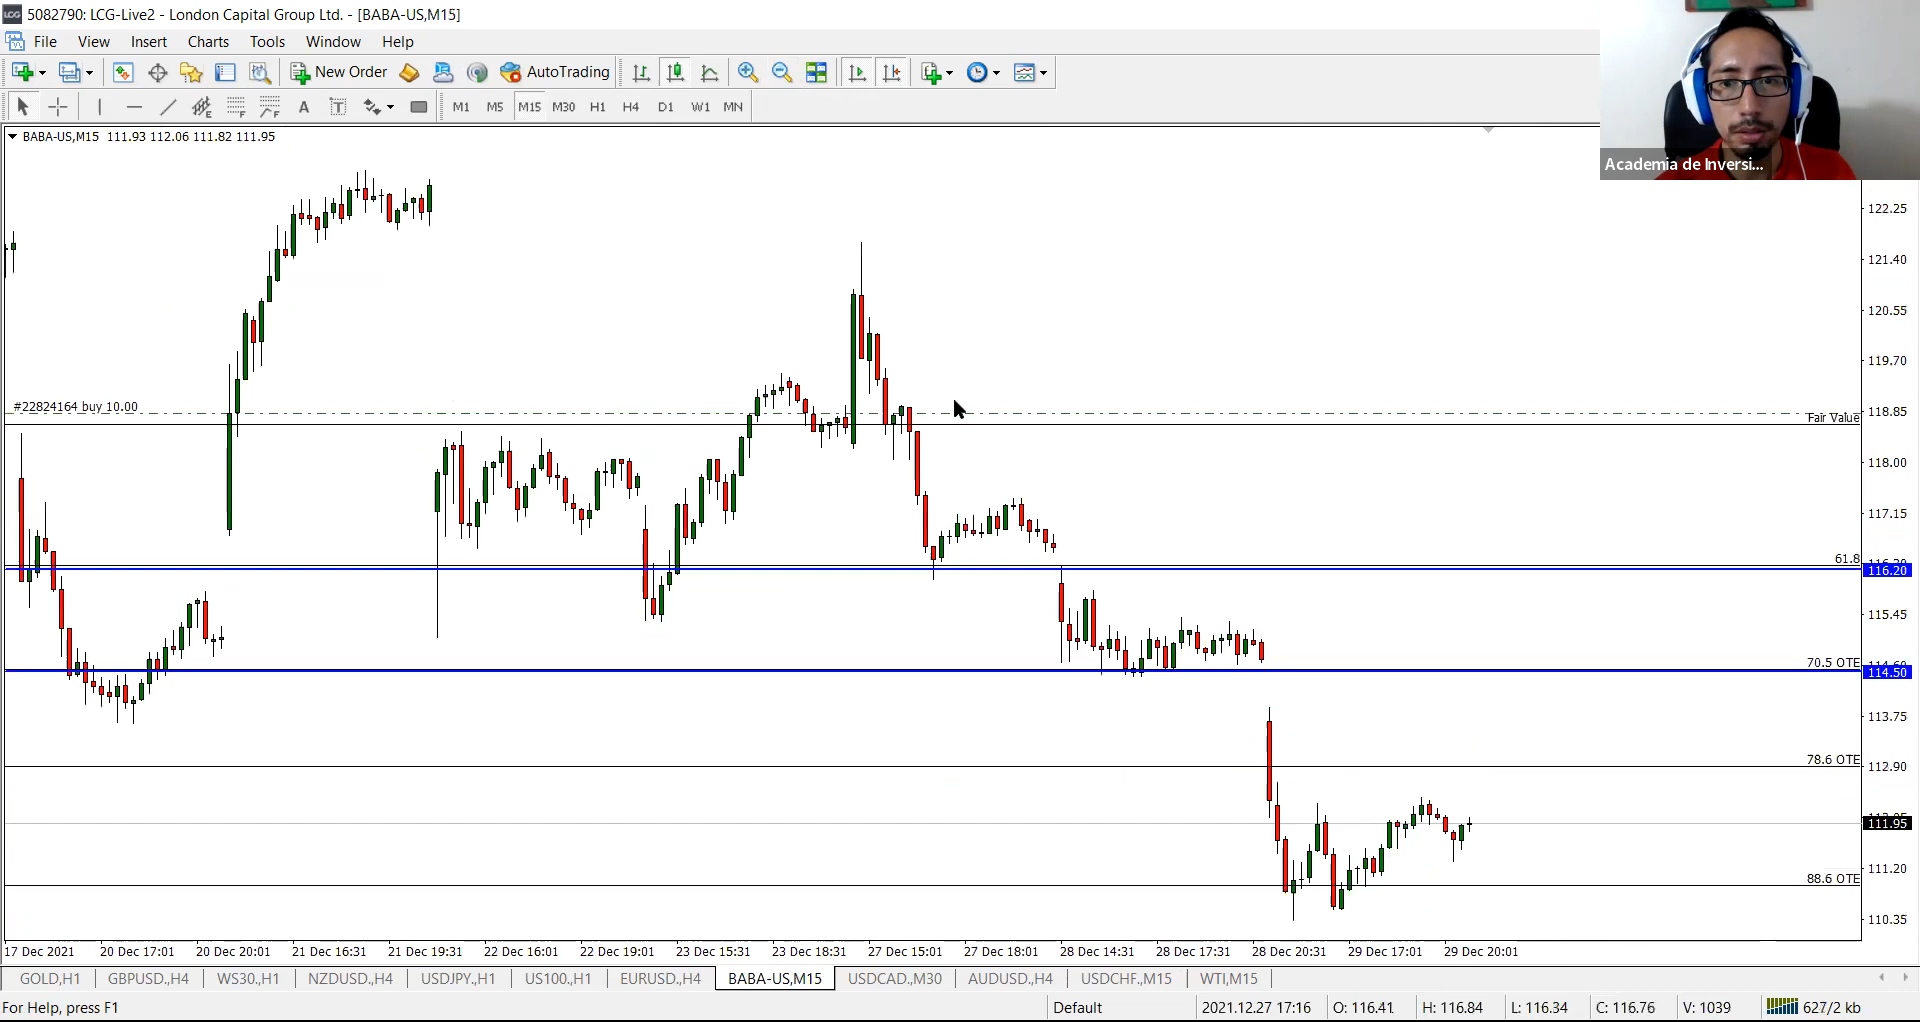 LCG 5082790: LCG-Live2 - London Capital Group Ltd. - [BABA-US,M15]
File View Insert Charts Tools Window Help
New Order AutoTrading
A T M1 M5 M15 M30 H1 H4 D1 W1 MN
Academia de Inversi...
BABA-US,M15 111.93 112.06 111.82 111.95
122.25
121.40
120.55
119.70
#22824164 buy 10.00
118.85
Fair Value
118.00
117.15
61.8
116.20
115.45
70.5 OTE
114.50
113.75
78.6 OTE
112.90
111.95
111.20
88.6 OTE
110.35
17 Dec 2021 20 Dec 17:01 20 Dec 20:01 21 Dec 16:31 21 Dec 19:31 22 Dec 16:01 22 Dec 19:01 23 Dec 15:31 23 Dec 18:31 27 Dec 15:01 27 Dec 18:01 28 Dec 14:31 28 Dec 17:31 28 Dec 20:31 29 Dec 17:01 29 Dec 20:01
GOLD,H1 GBPUSD.,H4 WS30.,H1 NZDUSD.,H4 USDJPY.,H1 US100.,H1 EURUSD.,H4 BABA-US,M15 USDCAD.,M30 AUDUSD.,H4 USDCHF.,M15 WTI,M15
For Help, press F1 Default 2021.12.27 17:16 O: 116.41 H: 116.84 L: 116.34 C: 116.76 V: 1039 627/2 kb